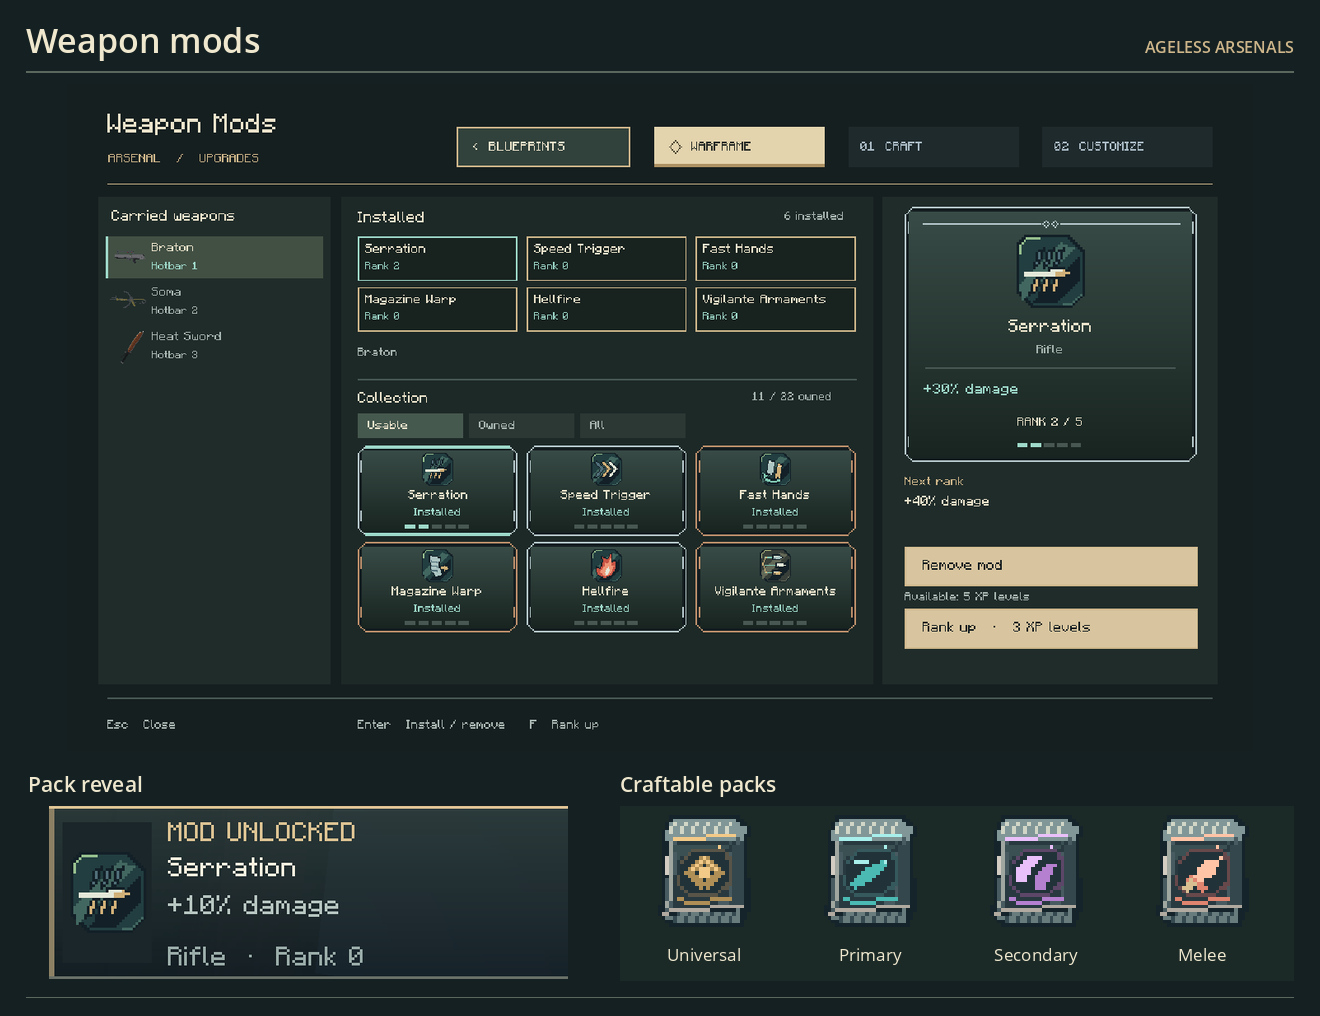 Weapon mods
AGELESS ARSENALS
Weapon Mods
ARSENAL / UPGRADES
< BLUEPRINTS
WARFRAME
01 CRAFT
02 CUSTOMIZE
Carried weapons
Braton
Hotbar 1
Soma
Hotbar 2
Heat Sword
Hotbar 3
Installed
6 installed
Serration
Rank 2
Speed Trigger
Rank 0
Fast Hands
Rank 0
Magazine Warp
Rank 0
Hellfire
Rank 0
Vigilante Armaments
Rank 0
Braton
Collection
11 / 33 owned
Usable
Owned
All
Serration
Installed
Speed Trigger
Installed
Fast Hands
Installed
Magazine Warp
Installed
Hellfire
Installed
Vigilante Armaments
Installed
Serration
Rifle
+30% damage
RANK 2 / 5
Next rank
+40% damage
Remove mod
Available: 5 XP levels
Rank up · 3 XP levels
Esc Close
Enter Install / remove F Rank up
Pack reveal
MOD UNLOCKED
Serration
+10% damage
Rifle · Rank 0
Craftable packs
Universal
Primary
Secondary
Melee